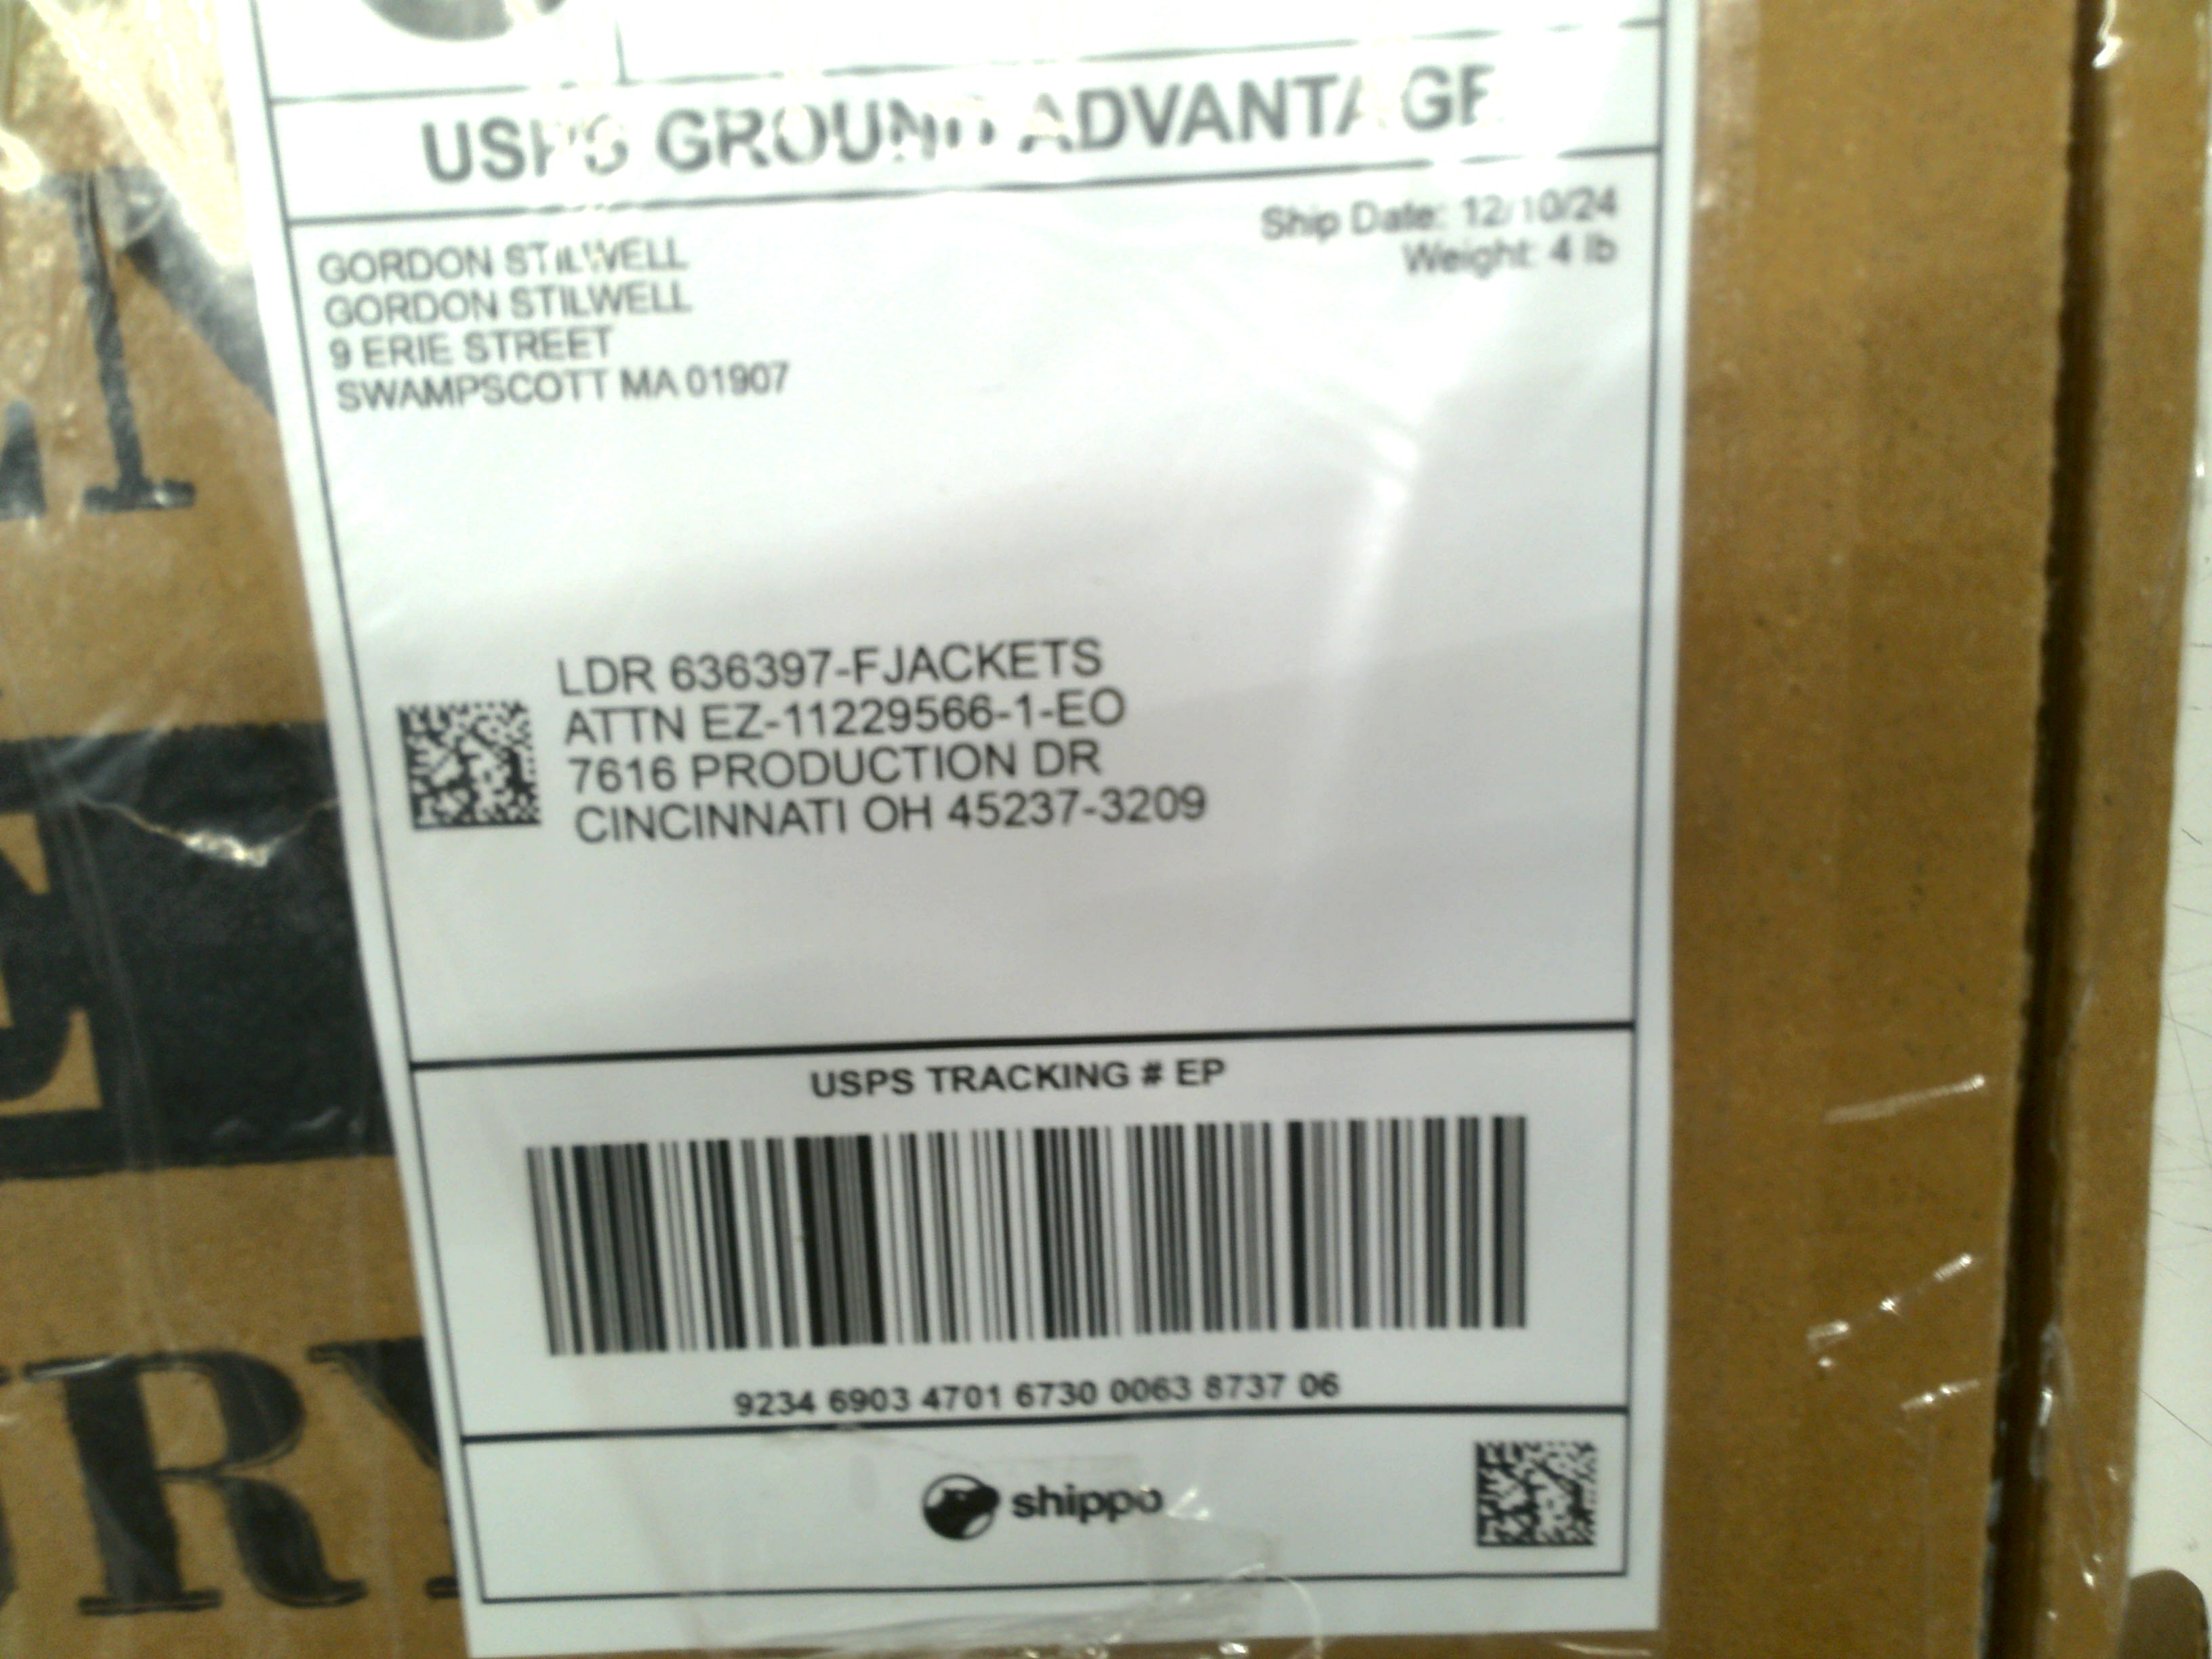 USPS GROUND ADVANTAGE
Ship Date: 12/10/24
Weight: 4 lb
GORDON STILWELL
GORDON STILWELL
9 ERIE STREET
SWAMPSCOTT MA 01907
LDR 636397-FJACKETS
ATTN EZ-11229566-1-EO
7616 PRODUCTION DR
CINCINNATI OH 45237-3209
USPS TRACKING # EP
9234 6903 4701 6730 0063 8737 06
shippo